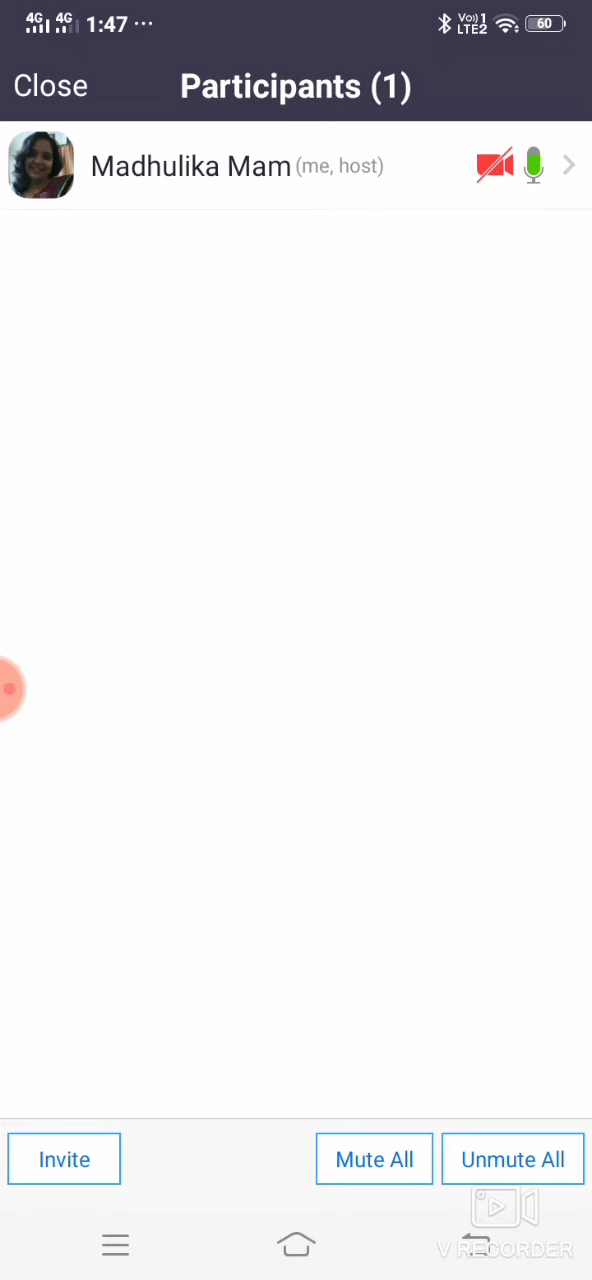 4G 4G 1:47 ··· Vo)) 1 LTE2 60
Close Participants (1)
Madhulika Mam (me, host)
Invite Mute All Unmute All
V RECORDER